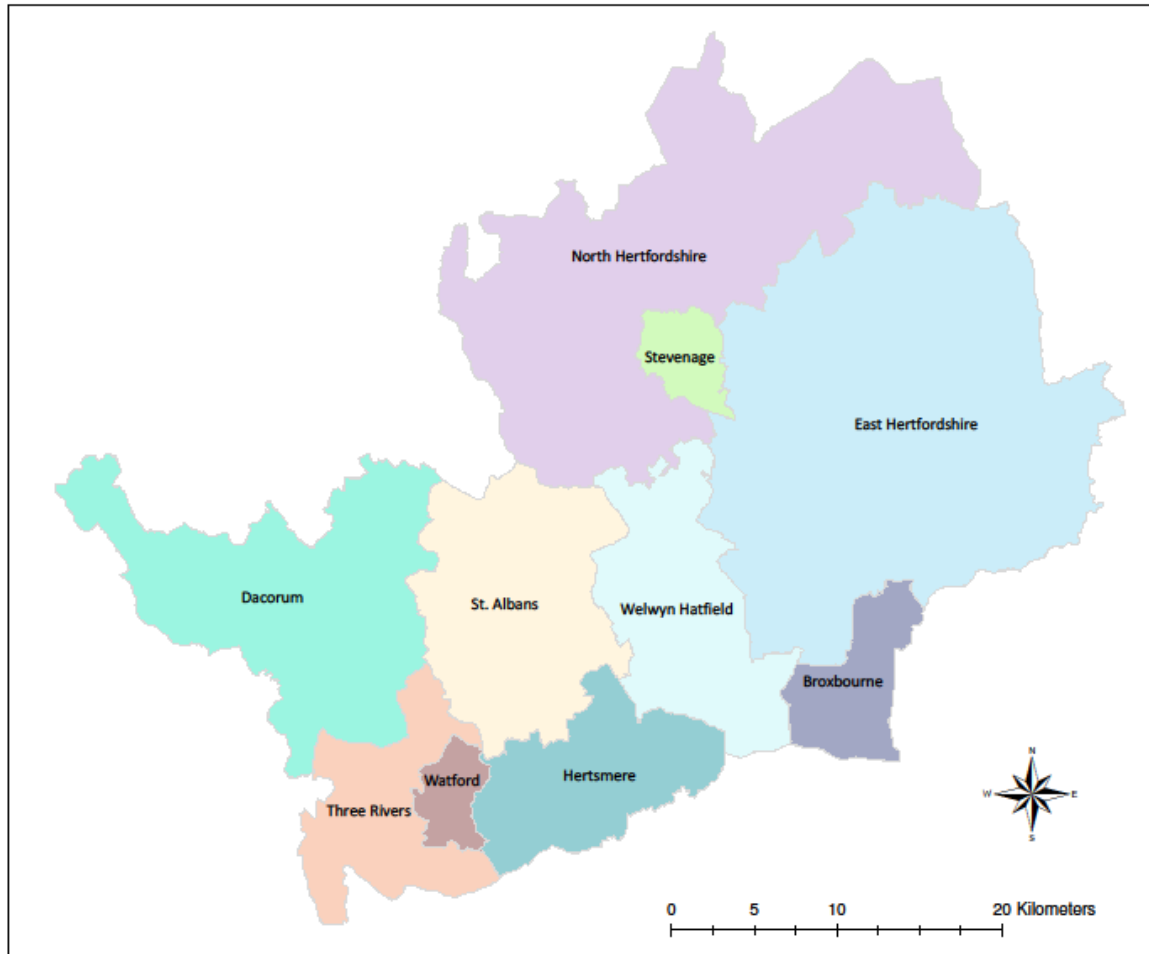 North Hertfordshire
Stevenage
East Hertfordshire
Dacorum
St. Albans
Welwyn Hatfield
Broxbourne
Hertsmere
Watford
Three Rivers
N
W
E
S
0 5 10 20 Kilometers